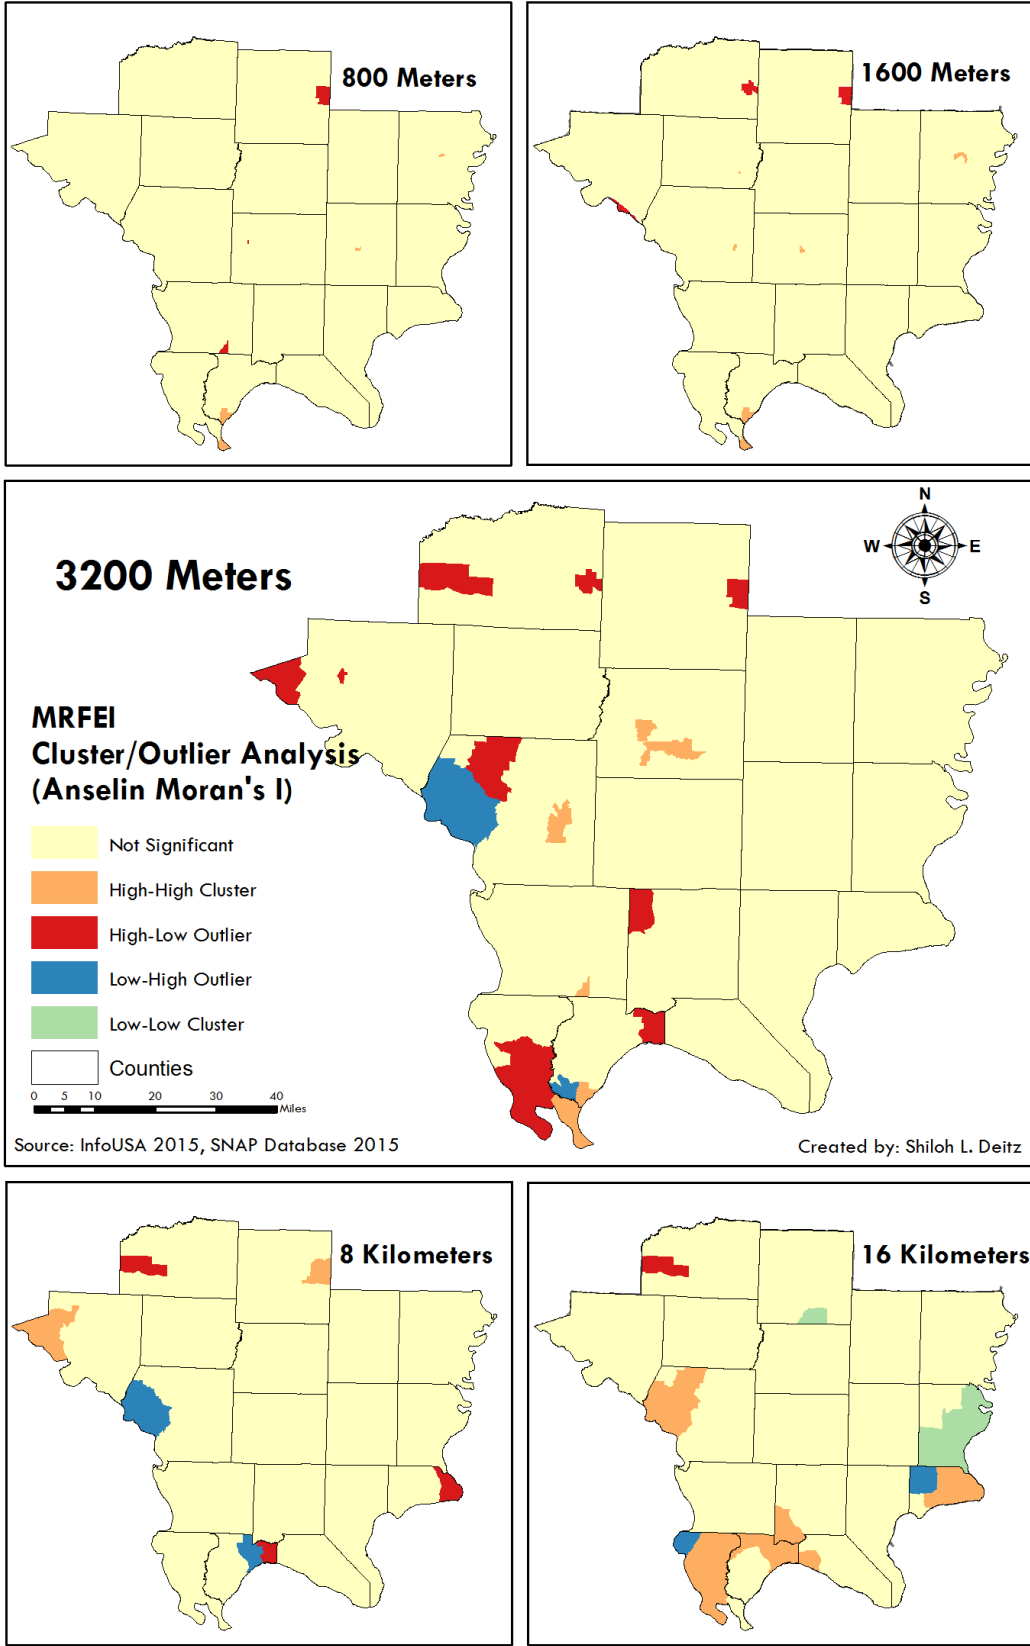 800 Meters
1600 Meters
3200 Meters
N
W
E
S
MRFEI
Cluster/Outlier Analysis
(Anselin Moran's I)
Not Significant
High-High Cluster
High-Low Outlier
Low-High Outlier
Low-Low Cluster
Counties
0 5 10 20 30 40
Miles
Source: InfoUSA 2015, SNAP Database 2015
Created by: Shiloh L. Deitz
8 Kilometers
16 Kilometers